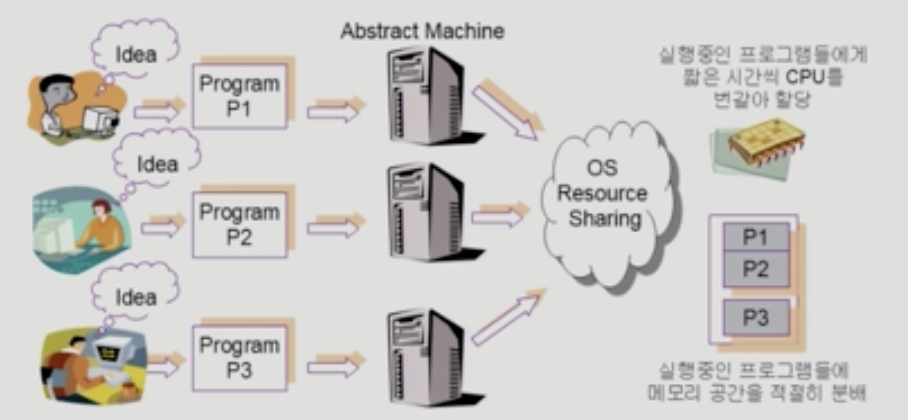 Abstract Machine
Idea
Program
P1
Idea
Program
P2
Idea
Program
P3
OS
Resource
Sharing
실행중인 프로그램들에게
짧은 시간씩 CPU를
번갈아 할당
P1
P2
P3
실행중인 프로그램들에
메모리 공간을 적절히 분배